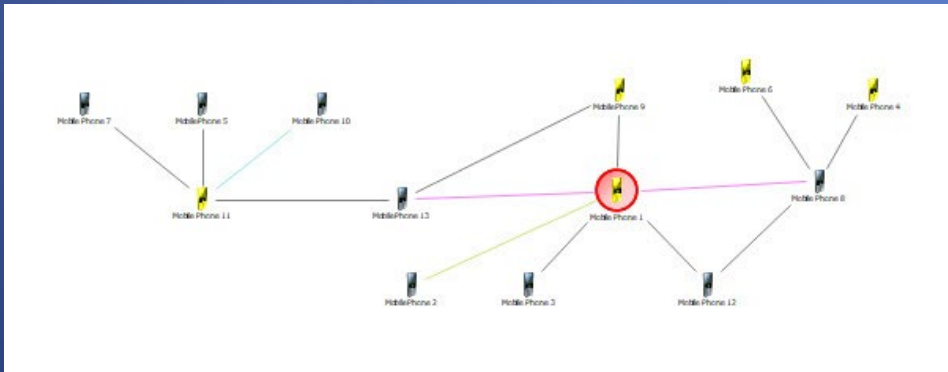 Mobile Phone 6
Mobile Phone 9
Mobile Phone 4
Mobile Phone 7
Mobile Phone 5
Mobile Phone 10
Mobile Phone 8
Mobile Phone 11
Mobile Phone 13
Mobile Phone 1
Mobile Phone 2
Mobile Phone 3
Mobile Phone 12